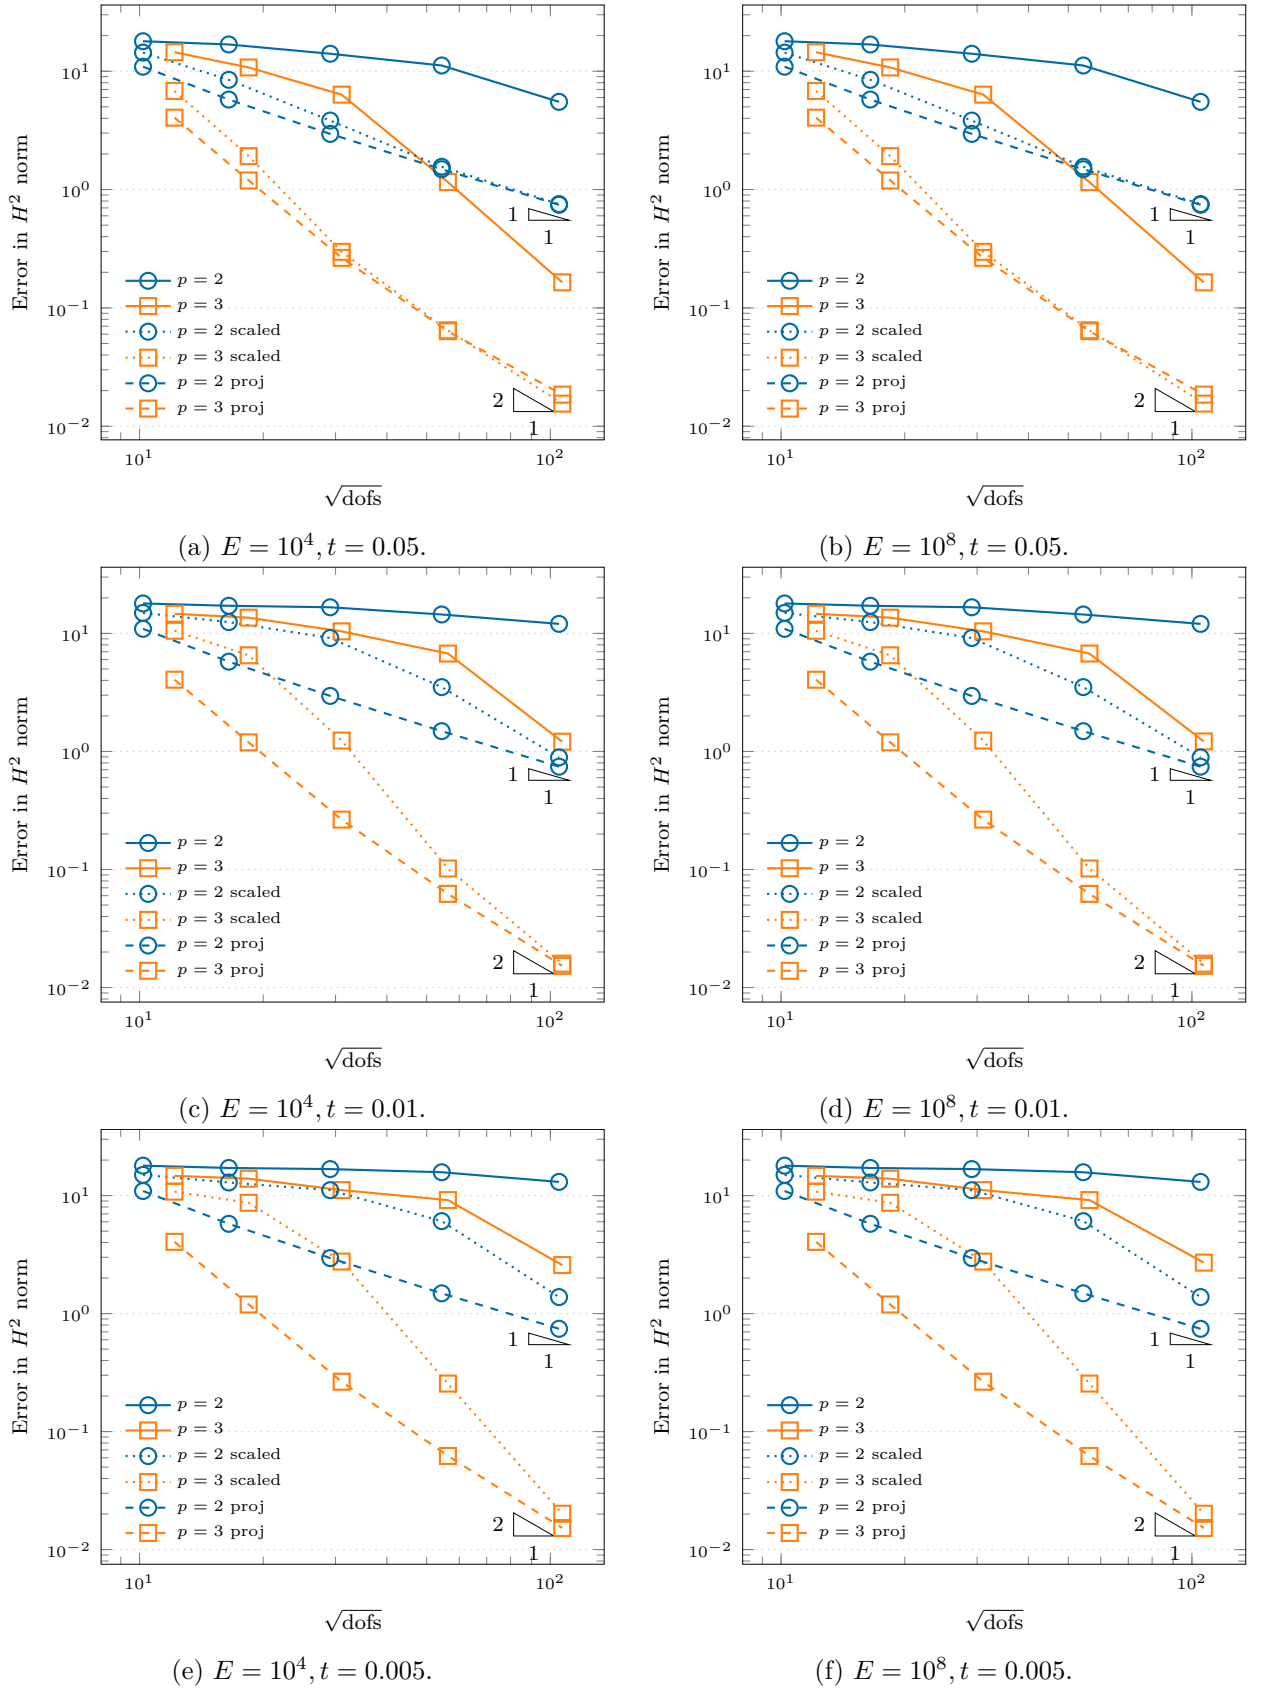 10^1
10^0
10^{-1}
10^{-2}
Error in H^2 norm
1
1
p = 2
p = 3
p = 2 scaled
p = 3 scaled
p = 2 proj
p = 3 proj
2
1
10^1
10^2
√dofs
(a) E = 10^4, t = 0.05.
10^1
10^0
10^{-1}
10^{-2}
Error in H^2 norm
1
1
p = 2
p = 3
p = 2 scaled
p = 3 scaled
p = 2 proj
p = 3 proj
2
1
10^1
10^2
√dofs
(b) E = 10^8, t = 0.05.
10^1
10^0
10^{-1}
10^{-2}
Error in H^2 norm
1
1
p = 2
p = 3
p = 2 scaled
p = 3 scaled
p = 2 proj
p = 3 proj
2
1
10^1
10^2
√dofs
(c) E = 10^4, t = 0.01.
10^1
10^0
10^{-1}
10^{-2}
Error in H^2 norm
1
1
p = 2
p = 3
p = 2 scaled
p = 3 scaled
p = 2 proj
p = 3 proj
2
1
10^1
10^2
√dofs
(d) E = 10^8, t = 0.01.
10^1
10^0
10^{-1}
10^{-2}
Error in H^2 norm
1
1
p = 2
p = 3
p = 2 scaled
p = 3 scaled
p = 2 proj
p = 3 proj
2
1
10^1
10^2
√dofs
(e) E = 10^4, t = 0.005.
10^1
10^0
10^{-1}
10^{-2}
Error in H^2 norm
1
1
p = 2
p = 3
p = 2 scaled
p = 3 scaled
p = 2 proj
p = 3 proj
2
1
10^1
10^2
√dofs
(f) E = 10^8, t = 0.005.